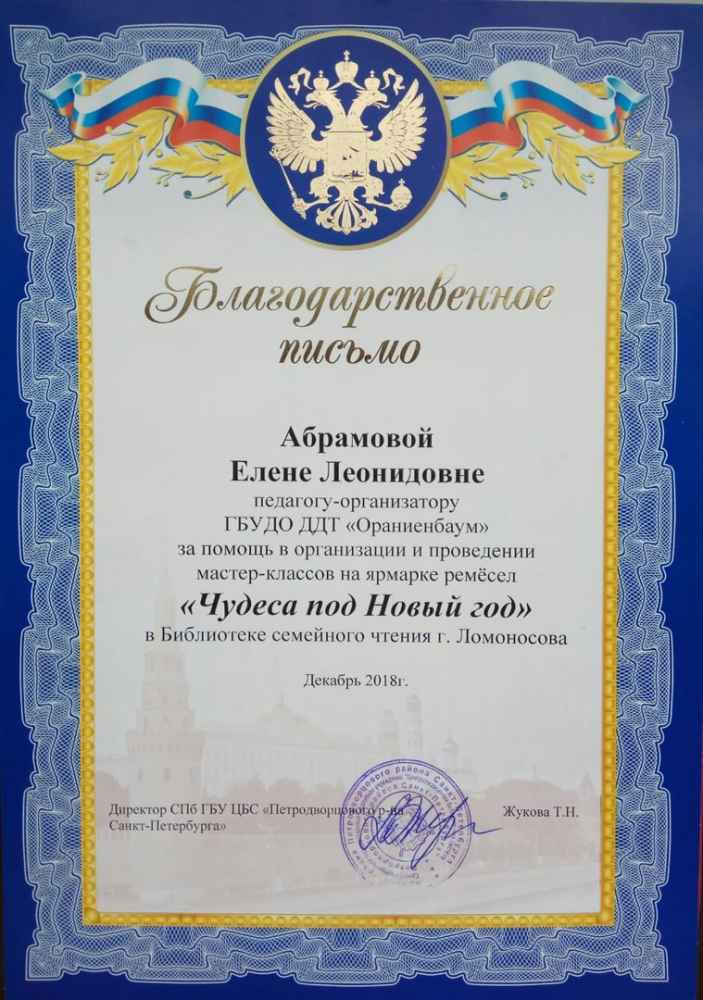 Благодарственное
письмо
Абрамовой
Елене Леонидовне
педагогу-организатору
ГБУДО ДДТ «Ораниенбаум»
за помощь в организации и проведении
мастер-классов на ярмарке ремёсел
«Чудеса под Новый год»
в Библиотеке семейного чтения г. Ломоносова
Декабрь 2018г.
Директор СПб ГБУ ЦБС «Петродворцового р-на
Санкт-Петербурга»
Жукова Т.Н.
района Санкт-